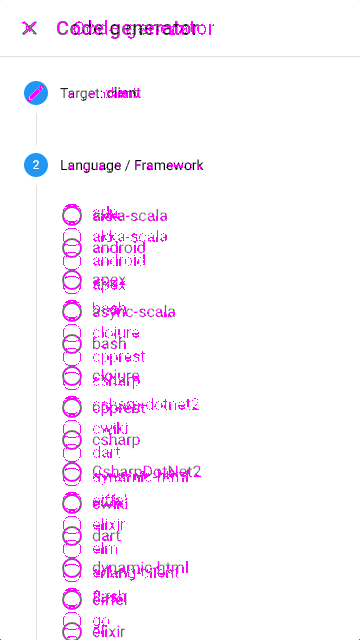 Code generator
Target: client
2 Language / Framework
akka-scala
akka-scala
android
android
apex
apex
bash
async-scala
clojure
bash
cpprest
clojure
csharp
csharp-dotnet2
cpprest
cwiki
csharp
dart
CsharpDotNet2
dynamic-html
eiffel
cwiki
elixir
dart
elm
dynamic-html
erlang-client
flash
eiffel
go
elixir